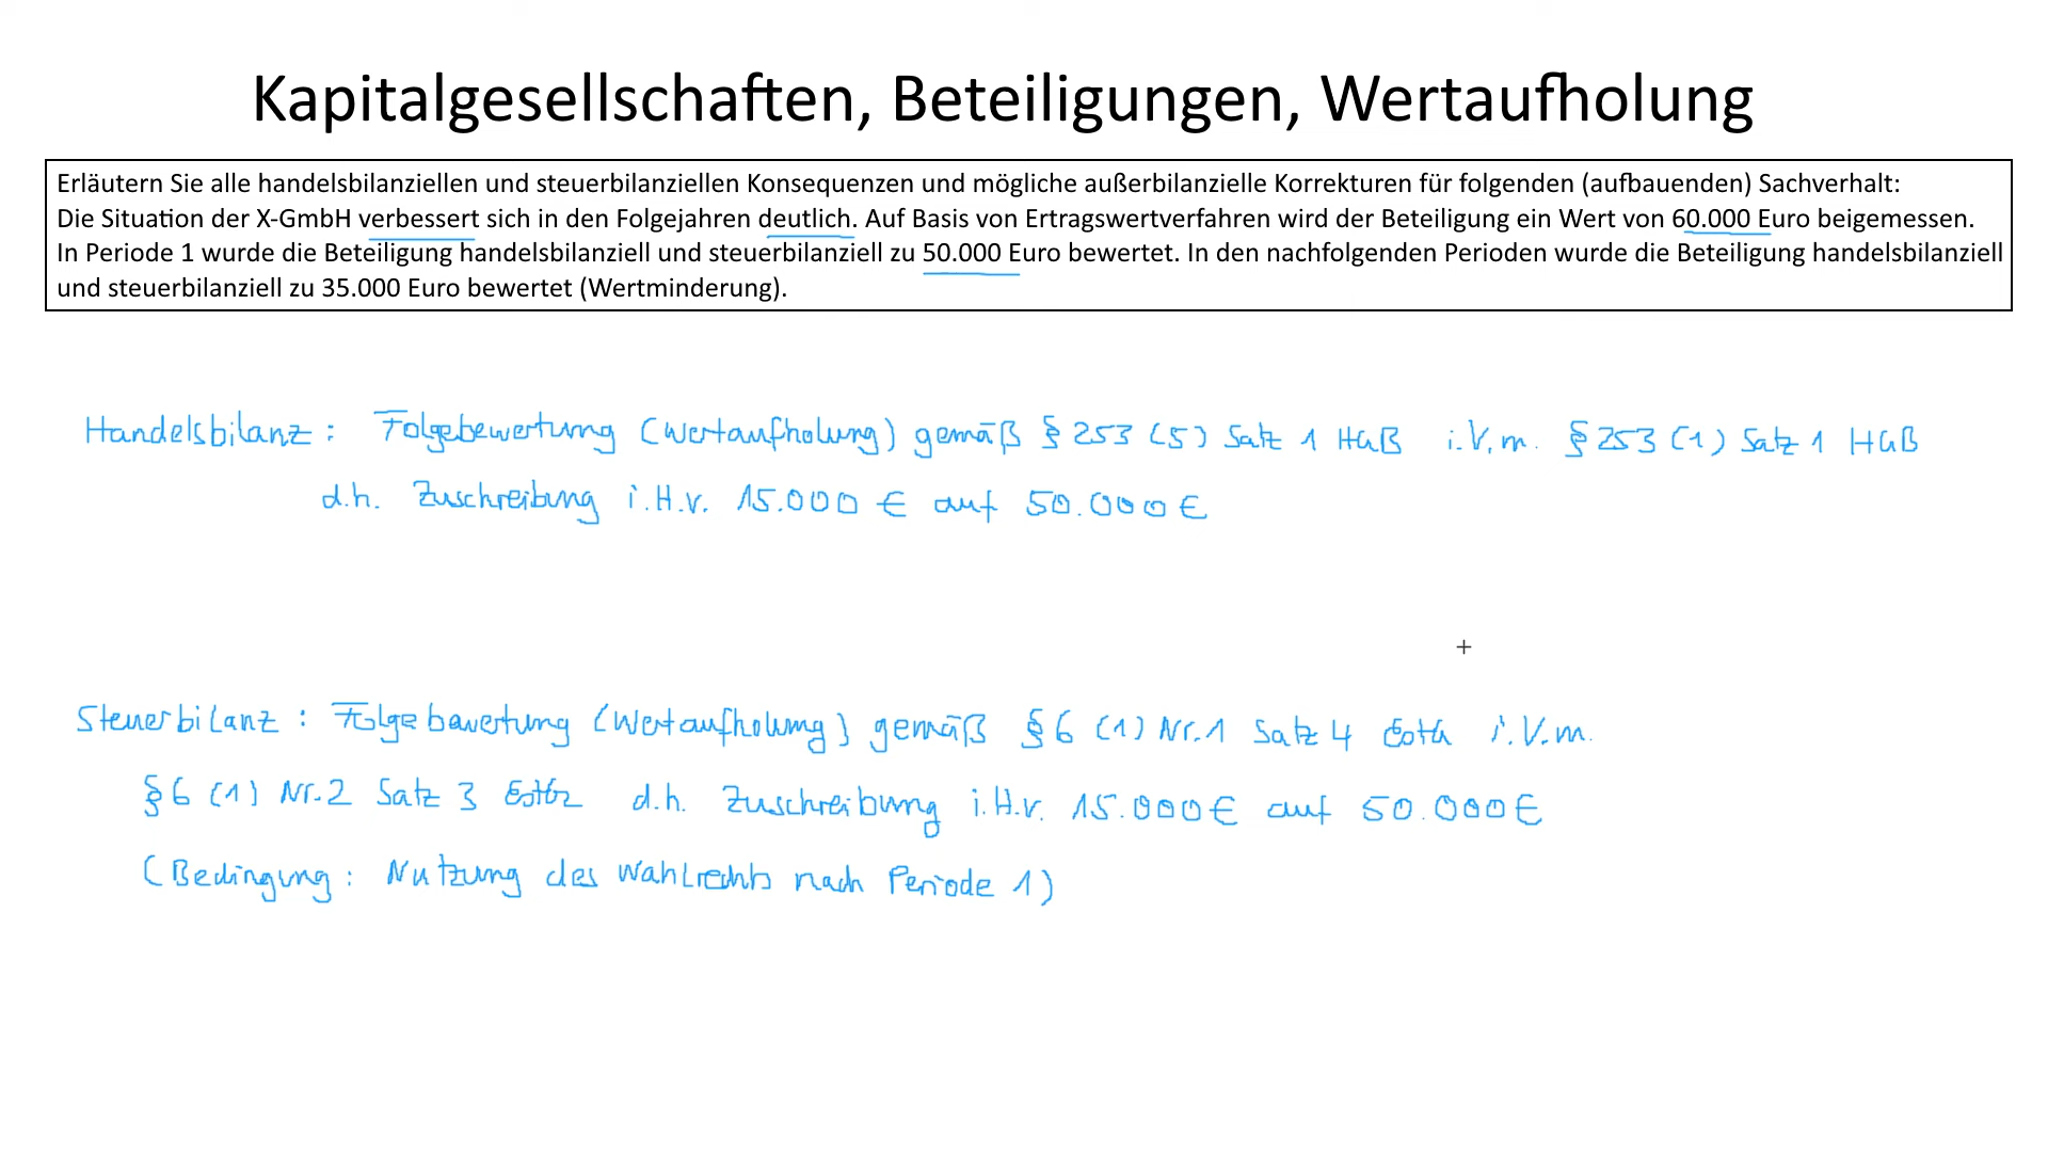 Kapitalgesellschaften, Beteiligungen, Wertaufholung
Erläutern Sie alle handelsbilanziellen und steuerbilanziellen Konsequenzen und mögliche außerbilanzielle Korrekturen für folgenden (aufbauenden) Sachverhalt:
Die Situation der X-GmbH verbessert sich in den Folgejahren deutlich. Auf Basis von Ertragswertverfahren wird der Beteiligung ein Wert von 60.000 Euro beigemessen.
In Periode 1 wurde die Beteiligung handelsbilanziell und steuerbilanziell zu 50.000 Euro bewertet. In den nachfolgenden Perioden wurde die Beteiligung handelsbilanziell
und steuerbilanziell zu 35.000 Euro bewertet (Wertminderung).
Handelsbilanz: Folgebewertung (Wertaufholung) gemäß § 253 (5) Satz 1 HGB i.V.m. § 253 (1) Satz 1 HGB
d.h. Zuschreibung i.H.v. 15.000 € auf 50.000 €
Steuerbilanz: Folgebewertung (Wertaufholung) gemäß § 6 (1) Nr. 1 Satz 4 EStG i.V.m.
§ 6 (1) Nr. 2 Satz 3 EStG d.h. Zuschreibung i.H.v. 15.000 € auf 50.000 €
(Bedingung: Nutzung des Wahlrechts nach Periode 1)